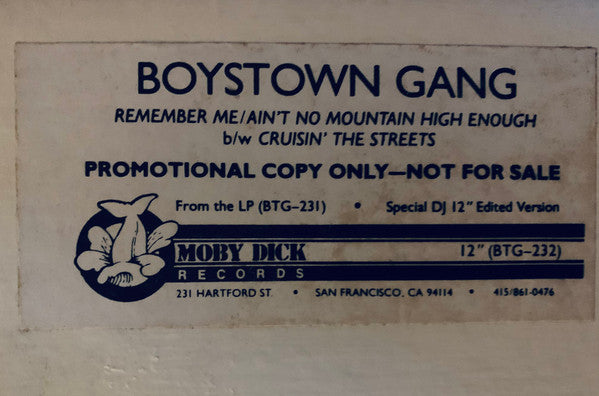 BOYSTOWN GANG
REMEMBER ME/AIN'T NO MOUNTAIN HIGH ENOUGH
b/w CRUISIN' THE STREETS
PROMOTIONAL COPY ONLY—NOT FOR SALE
From the LP (BTG–231) • Special DJ 12" Edited Version
MOBY DICK 12" (BTG–232)
RECORDS
231 HARTFORD ST. • SAN FRANCISCO, CA 94114 • 415/861-0476